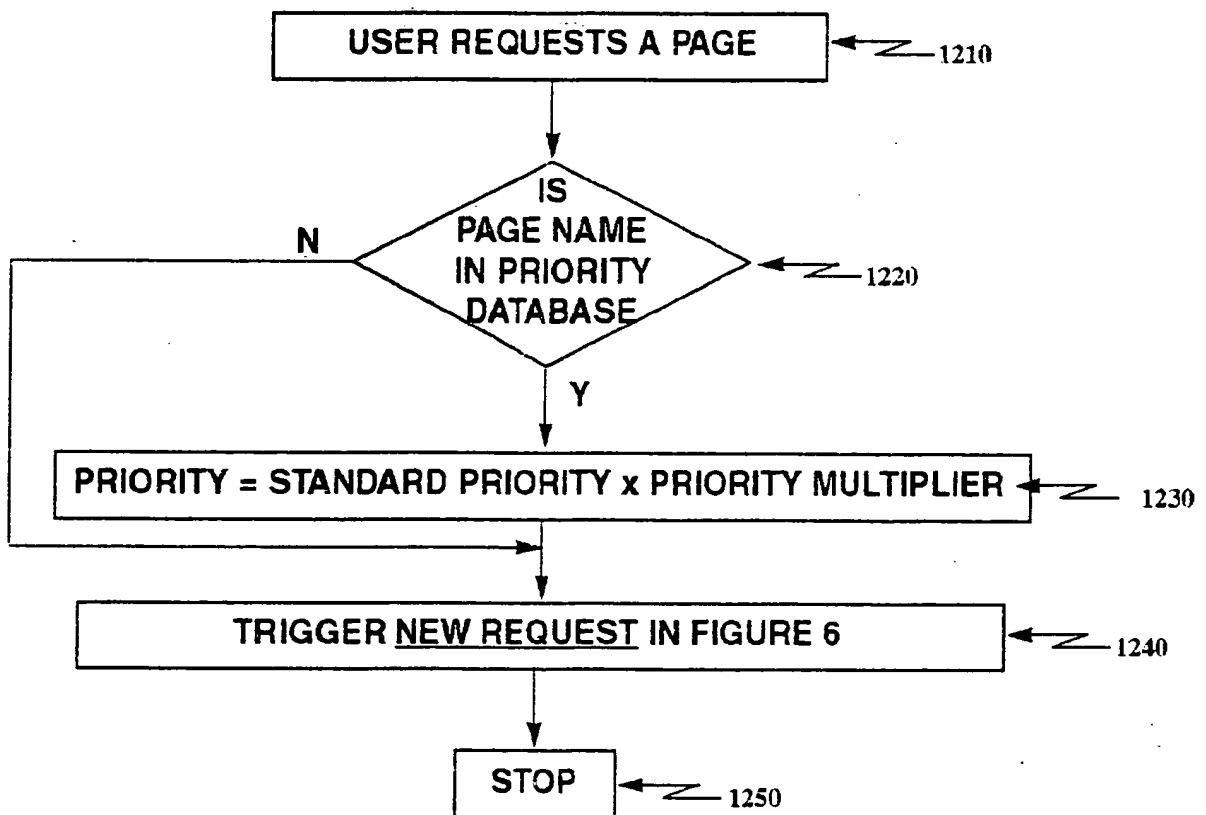 USER REQUESTS A PAGE
1210
IS
PAGE NAME
IN PRIORITY
DATABASE
N
1220
Y
PRIORITY = STANDARD PRIORITY x PRIORITY MULTIPLIER
1230
TRIGGER NEW REQUEST IN FIGURE 6
1240
STOP
1250